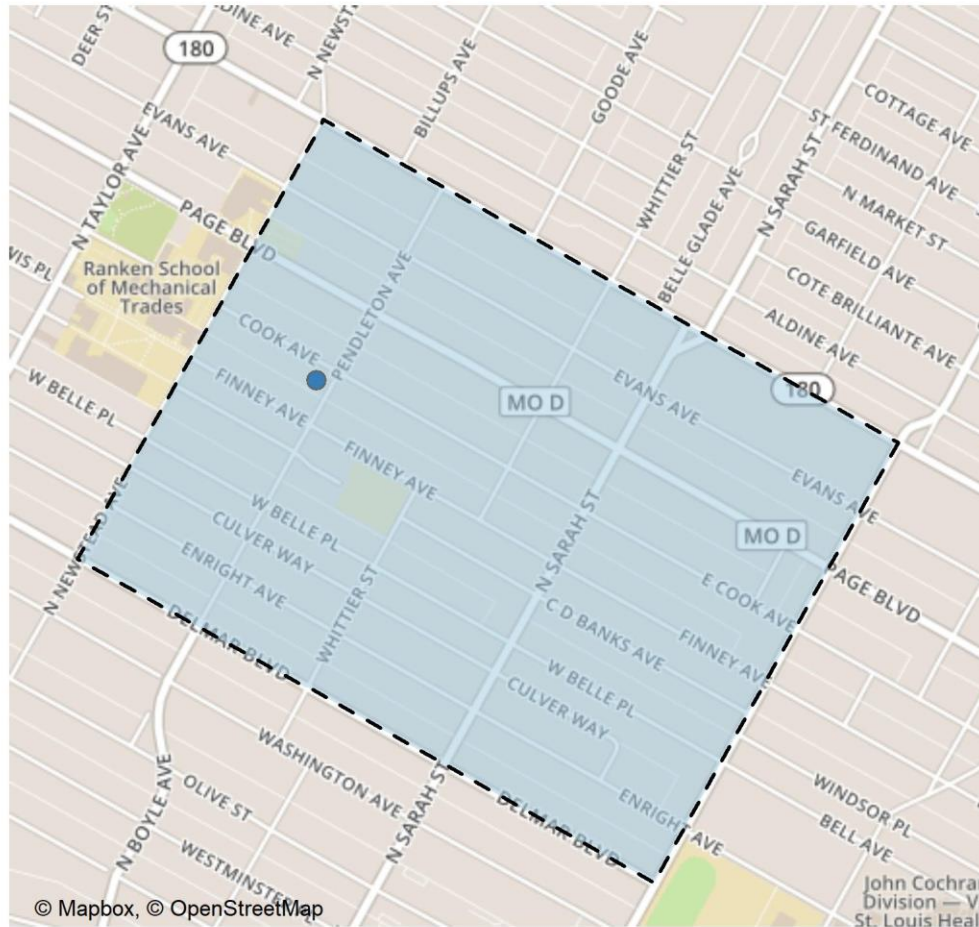 DEER ST
DINE AVE
N NEWST
180
BILLUPS AVE
GOODE AVE
COTTAGE AVE
EVANS AVE
WHITTIER ST
ST FERDINAND AVE
N TAYLOR AVE
N SARAH ST
N MARKET ST
PAGE BLVD
BELLE GLADE AVE
GARFIELD AVE
WIS PL
Ranken School
of Mechanical
Trades
PENDLETON AVE
COTE BRILLIANTE AVE
ALDINE AVE
COOK AVE
W BELLE PL
FINNEY AVE
MO D
EVANS AVE
180
FINNEY AVE
EVANS AVE
W BELLE PL
CULVER WAY
N SARAH ST
MO D
N NEWSTEAD AVE
ENRIGHT AVE
WHITTIER ST
E COOK AVE
PAGE BLVD
DELMAR BLVD
C D BANKS AVE
FINNEY AVE
W BELLE PL
CULVER WAY
WASHINGTON AVE
N BOYLE AVE
OLIVE ST
N SARAH ST
DELMAR BLVD
ENRIGHT AVE
WINDSOR PL
BELL AVE
WESTMINSTER PL
John Cochra
Division — V
St. Louis Heal
© Mapbox, © OpenStreetMap